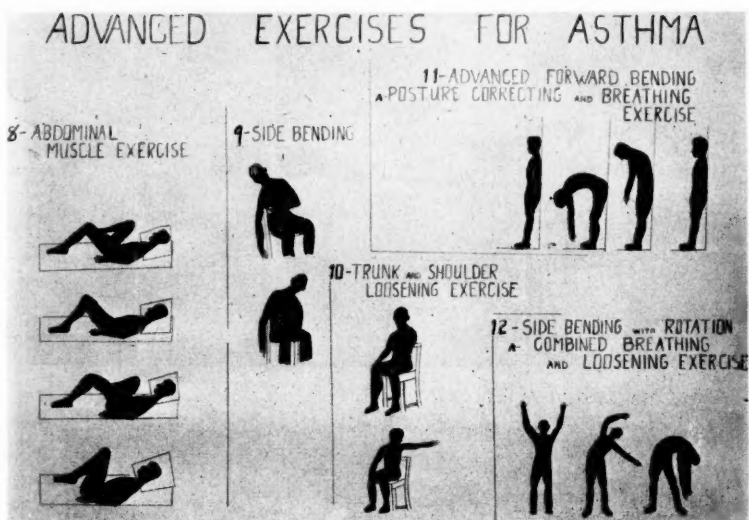 ADVANCED EXERCISES FOR ASTHMA
8-ABDOMINAL
MUSCLE EXERCISE
9-SIDE BENDING
10-TRUNK AND SHOULDER
LOOSENING EXERCISE
11-ADVANCED FORWARD BENDING
A-POSTURE CORRECTING AND BREATHING
EXERCISE
12-SIDE BENDING WITH ROTATION
A- COMBINED BREATHING
AND LOOSENING EXERCISE